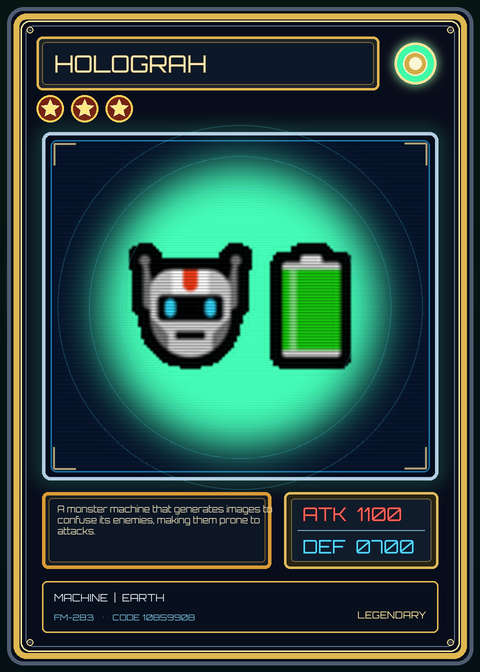 HOLOGRAH
A monster machine that generates images to
confuse its enemies, making them prone to
attacks.
ATK 1100
DEF 0700
MACHINE | EARTH
FM-283 · CODE 10859908
LEGENDARY